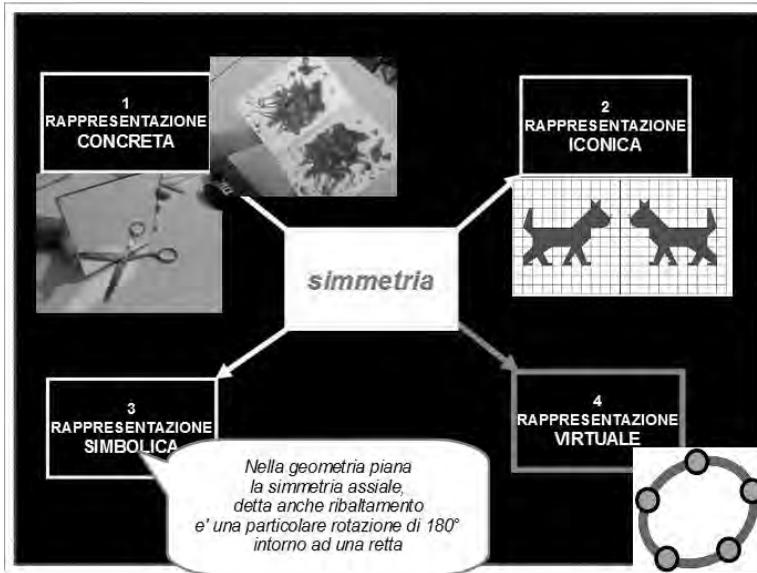 1
RAPPRESENTAZIONE
CONCRETA
2
RAPPRESENTAZIONE
ICONICA
simmetria
3
RAPPRESENTAZIONE
SIMBOLICA
4
RAPPRESENTAZIONE
VIRTUALE
Nella geometria piana
la simmetria assiale,
detta anche ribaltamento
e' una particolare rotazione di 180°
intorno ad una retta